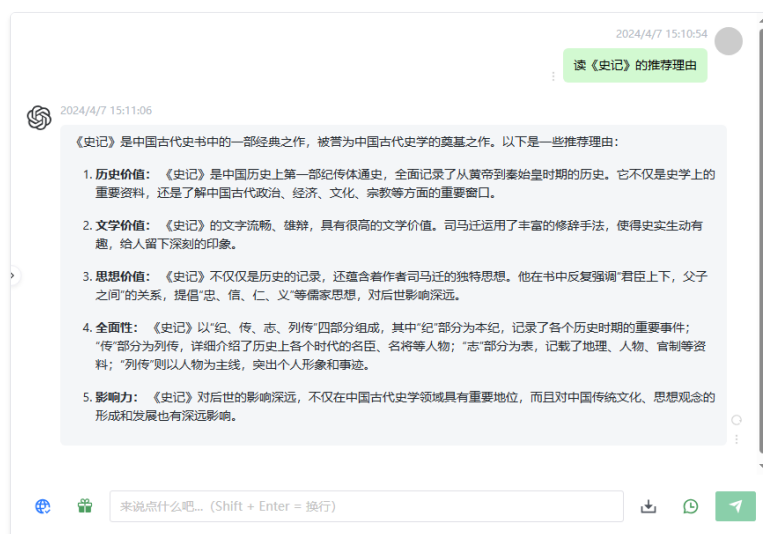 2024/4/7 15:10:54
读《史记》的推荐理由
2024/4/7 15:11:06
《史记》是中国古代史书中的一部经典之作，被誉为中国古代史学的奠基之作。以下是一些推荐理由：
1. 历史价值： 《史记》是中国历史上第一部纪传体通史，全面记录了从黄帝到秦始皇时期的历史。它不仅是史学上的
重要资料，还是了解中国古代政治、经济、文化、宗教等方面的重要窗口。
2. 文学价值： 《史记》的文字流畅、雄辩，具有很高的文学价值。司马迁运用了丰富的修辞手法，使得史实生动有
趣，给人留下深刻的印象。
3. 思想价值： 《史记》不仅仅是历史的记录，还蕴含着作者司马迁的独特思想。他在书中反复强调“君臣上下，父子
之间”的关系，提倡“忠、信、仁、义”等儒家思想，对后世影响深远。
4. 全面性： 《史记》以“纪、传、志、列传”四部分组成，其中“纪”部分为本纪，记录了各个历史时期的重要事件；
“传”部分为列传，详细介绍了历史上各个时代的名臣、名将等人物；“志”部分为表，记载了地理、人物、官制等资
料；“列传”则以人物为主线，突出个人形象和事迹。
5. 影响力： 《史记》对后世的影响深远，不仅在中国古代史学领域具有重要地位，而且对中国传统文化、思想观念的
形成和发展也有深远影响。
来说点什么吧...（Shift + Enter = 换行）